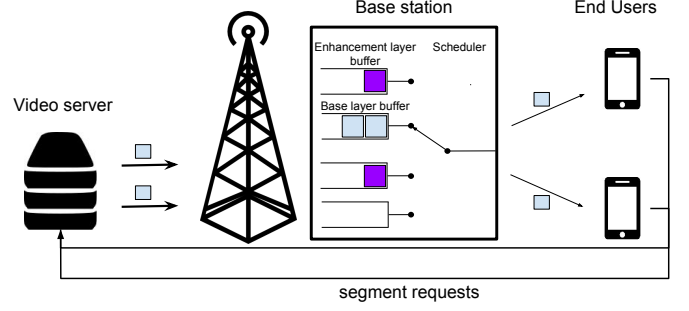 Base station
End Users
Enhancement layer
buffer
Scheduler
Base layer buffer
Video server
segment requests